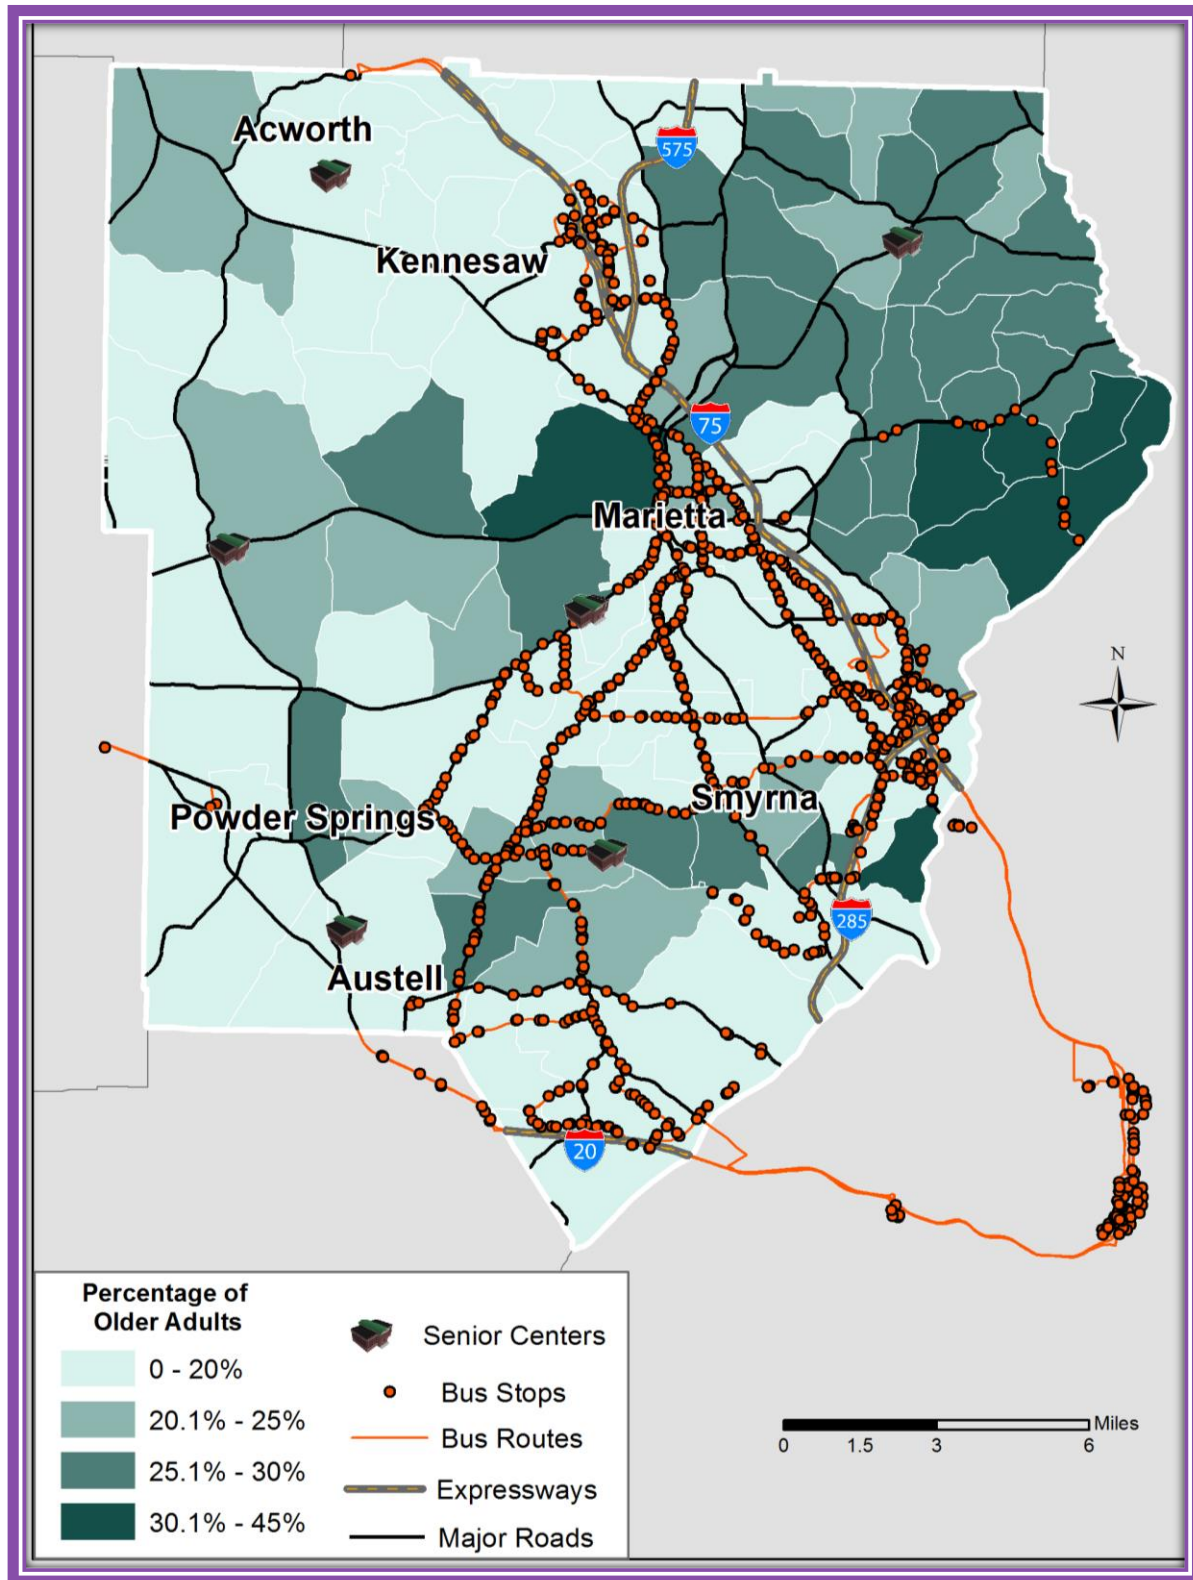 Acworth
575
Kennesaw
75
Marietta
N
Smyrna
Powder Springs
285
Austell
20
Percentage of
Older Adults
0 - 20%
20.1% - 25%
25.1% - 30%
30.1% - 45%
Senior Centers
Bus Stops
Bus Routes
Expressways
Major Roads
Miles
0 1.5 3 6